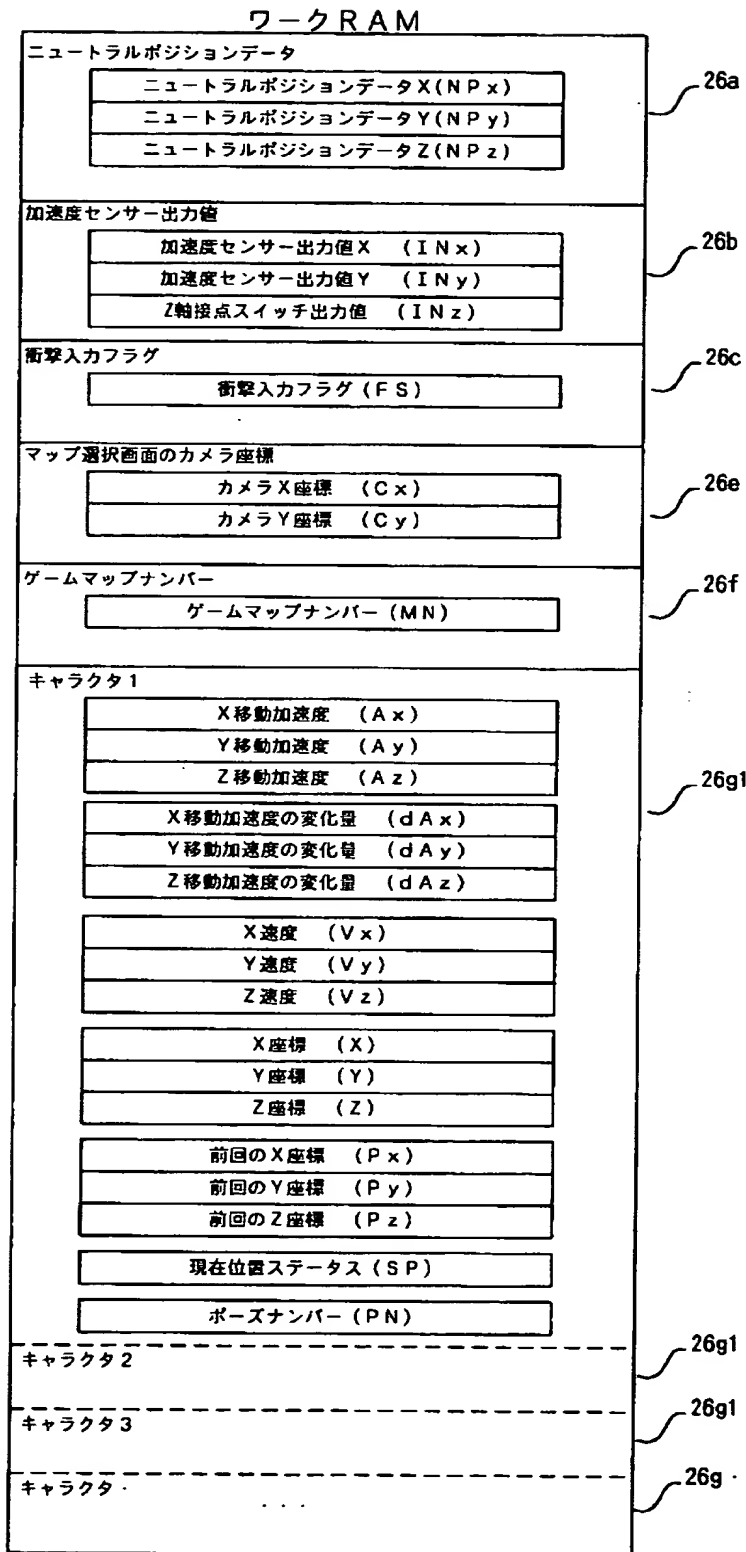 ワークRAM
ニュートラルポジションデータ
ニュートラルポジションデータX(NPx)
ニュートラルポジションデータY(NPy)
ニュートラルポジションデータZ(NPz)
26a
加速度センサー出力値
加速度センサー出力値X (INx)
加速度センサー出力値Y (INy)
Z軸接点スイッチ出力値 (INz)
26b
衝撃入力フラグ
衝撃入力フラグ(FS)
26c
マップ選択画面のカメラ座標
カメラX座標 (Cx)
カメラY座標 (Cy)
26e
ゲームマップナンバー
ゲームマップナンバー(MN)
26f
キャラクタ1
X移動加速度 (Ax)
Y移動加速度 (Ay)
Z移動加速度 (Az)
26g1
X移動加速度の変化量 (dAx)
Y移動加速度の変化量 (dAy)
Z移動加速度の変化量 (dAz)
X速度 (Vx)
Y速度 (Vy)
Z速度 (Vz)
X座標 (X)
Y座標 (Y)
Z座標 (Z)
前回のX座標 (Px)
前回のY座標 (Py)
前回のZ座標 (Pz)
現在位置ステータス(SP)
ポーズナンバー(PN)
キャラクタ2
26g1
キャラクタ3
26g1
キャラクタ・
26g
...